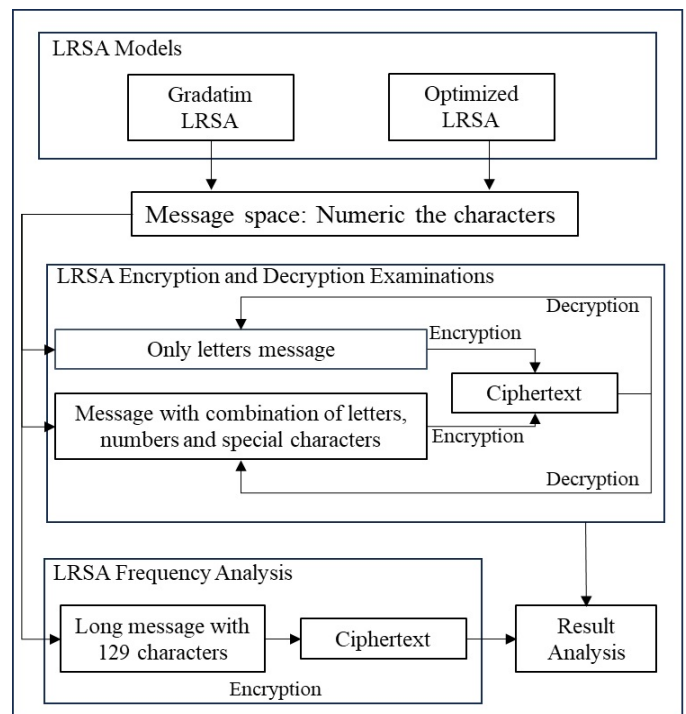 LRSA Models
Gradatim
LRSA
Optimized
LRSA
Message space: Numeric the characters
LRSA Encryption and Decryption Examinations
Decryption
Encryption
Only letters message
Ciphertext
Message with combination of letters,
numbers and special characters
Encryption
Decryption
LRSA Frequency Analysis
Long message with
129 characters
Ciphertext
Encryption
Result
Analysis